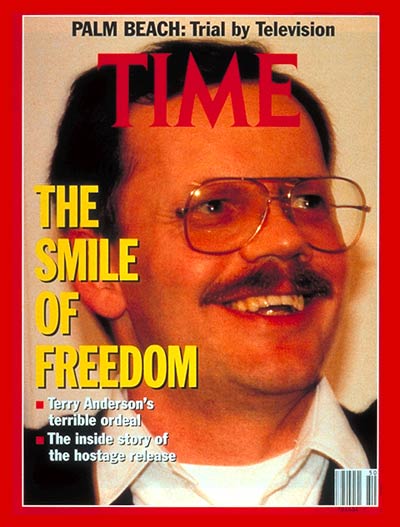 PALM BEACH: Trial by Television
TIME
THE
SMILE
OF
FREEDOM
Terry Anderson's
terrible ordeal
The inside story of
the hostage release
50